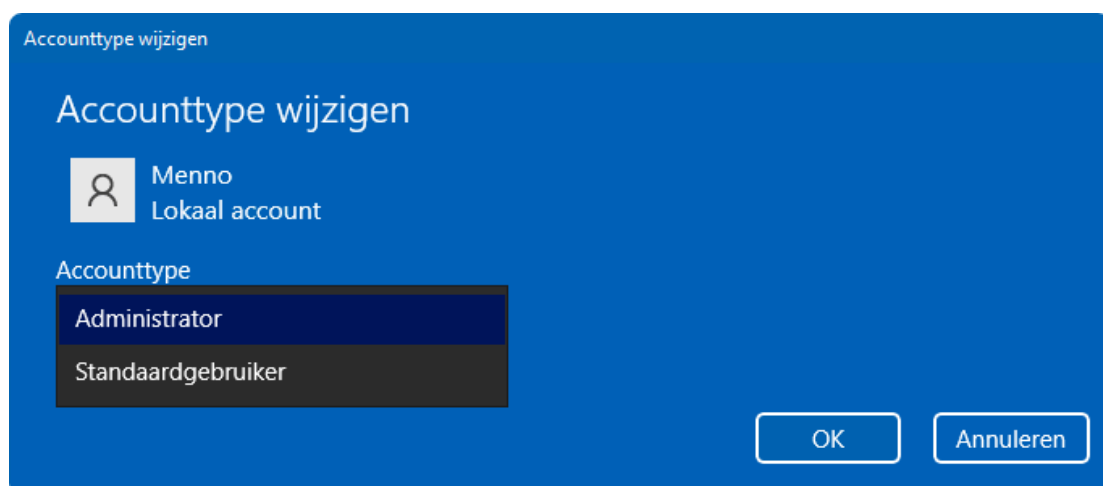 Accounttype wijzigen
Accounttype wijzigen
Menno
Lokaal account
Accounttype
Administrator
Standaardgebruiker
OK
Annuleren